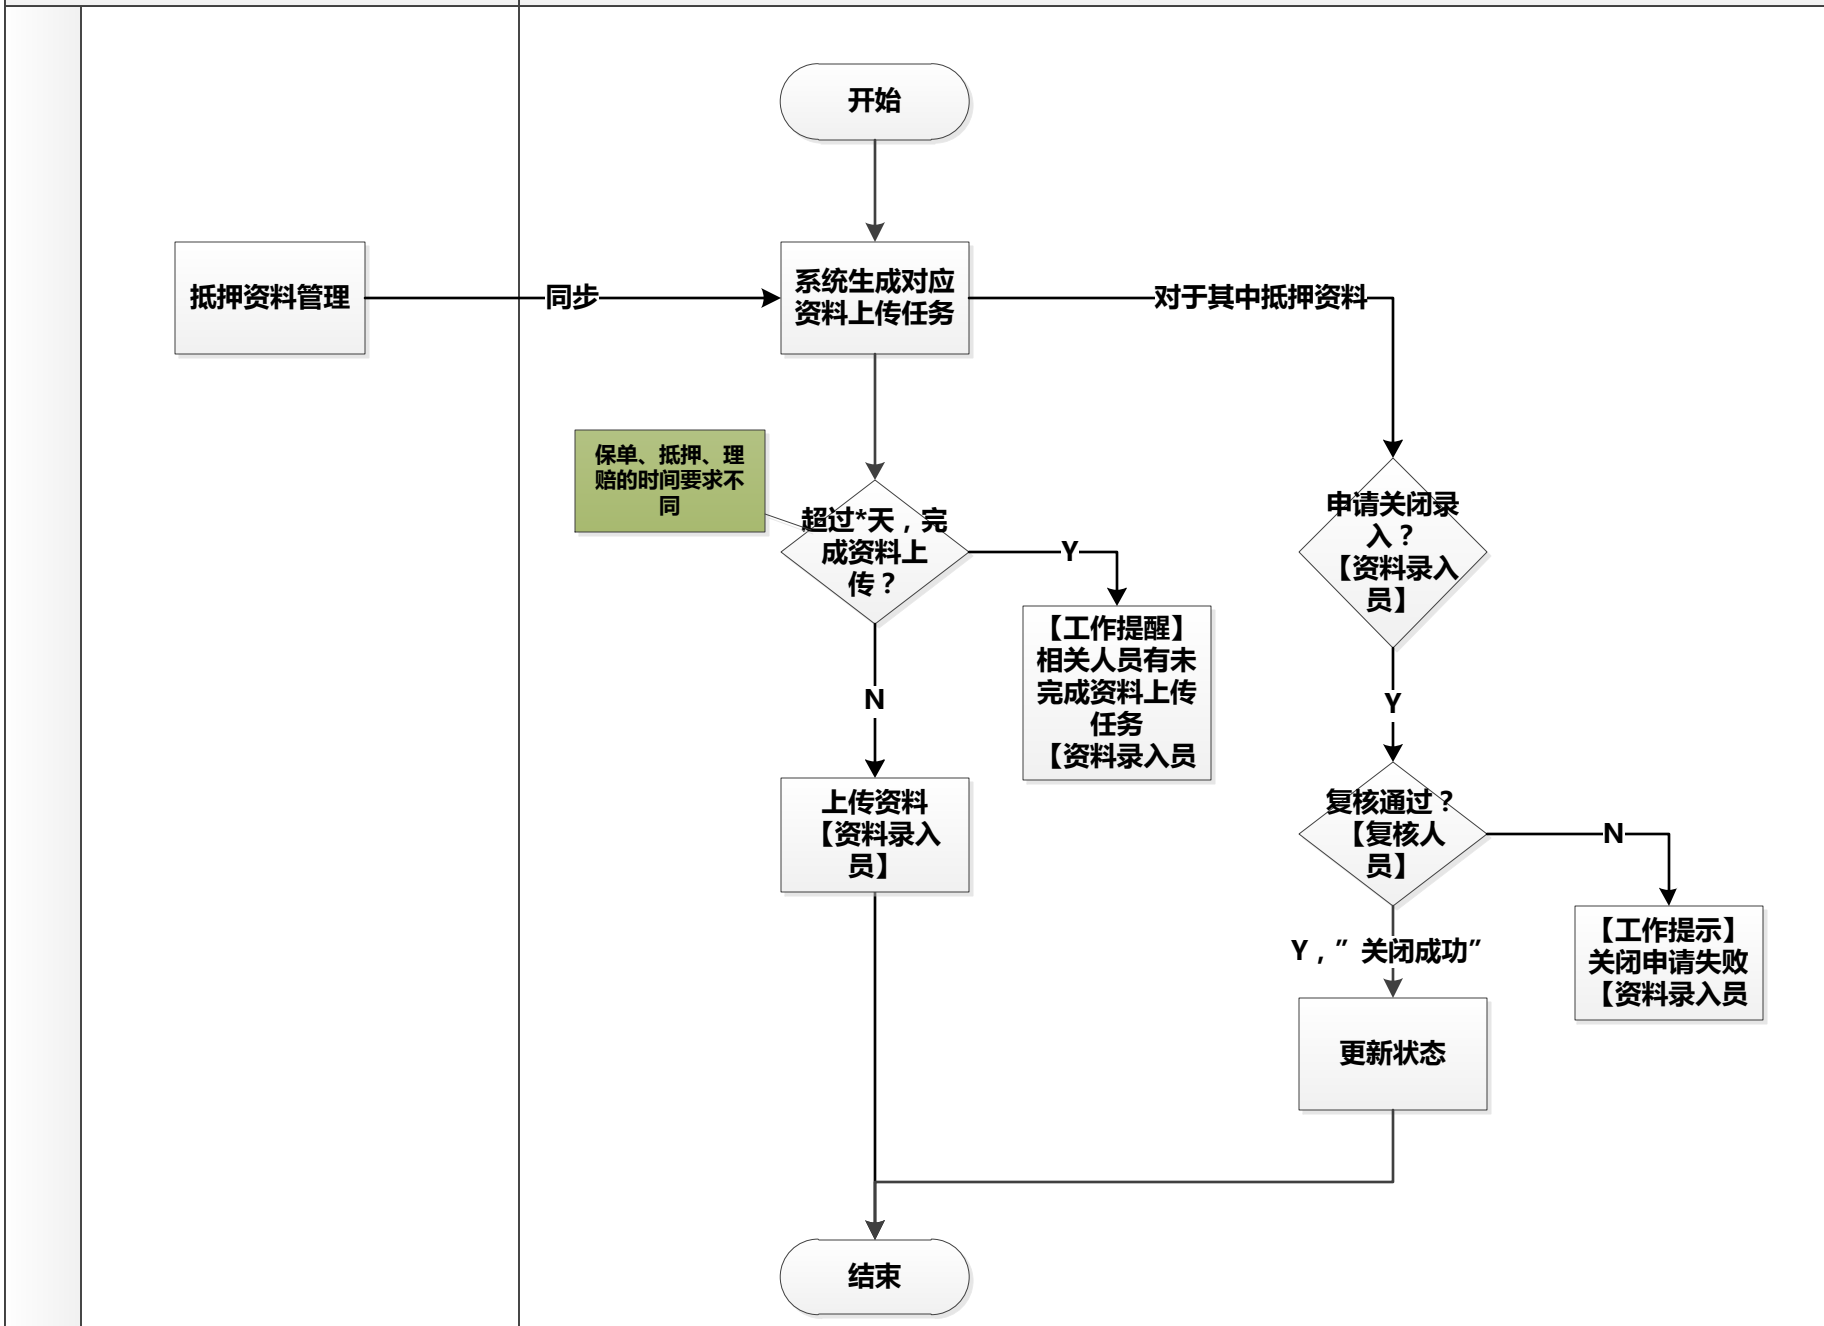 开始
抵押资料管理
同步
系统生成对应
资料上传任务
对于其中抵押资料
保单、抵押、理
赔的时间要求不
同
超过*天，完
成资料上
传？
Y
申请关闭录
入？
【资料录入
员】
【工作提醒】
相关人员有未
完成资料上传
任务
【资料录入员
N
Y
上传资料
【资料录入
员】
复核通过？
【复核人
员】
N
Y，”关闭成功”
【工作提示】
关闭申请失败
【资料录入员
更新状态
结束